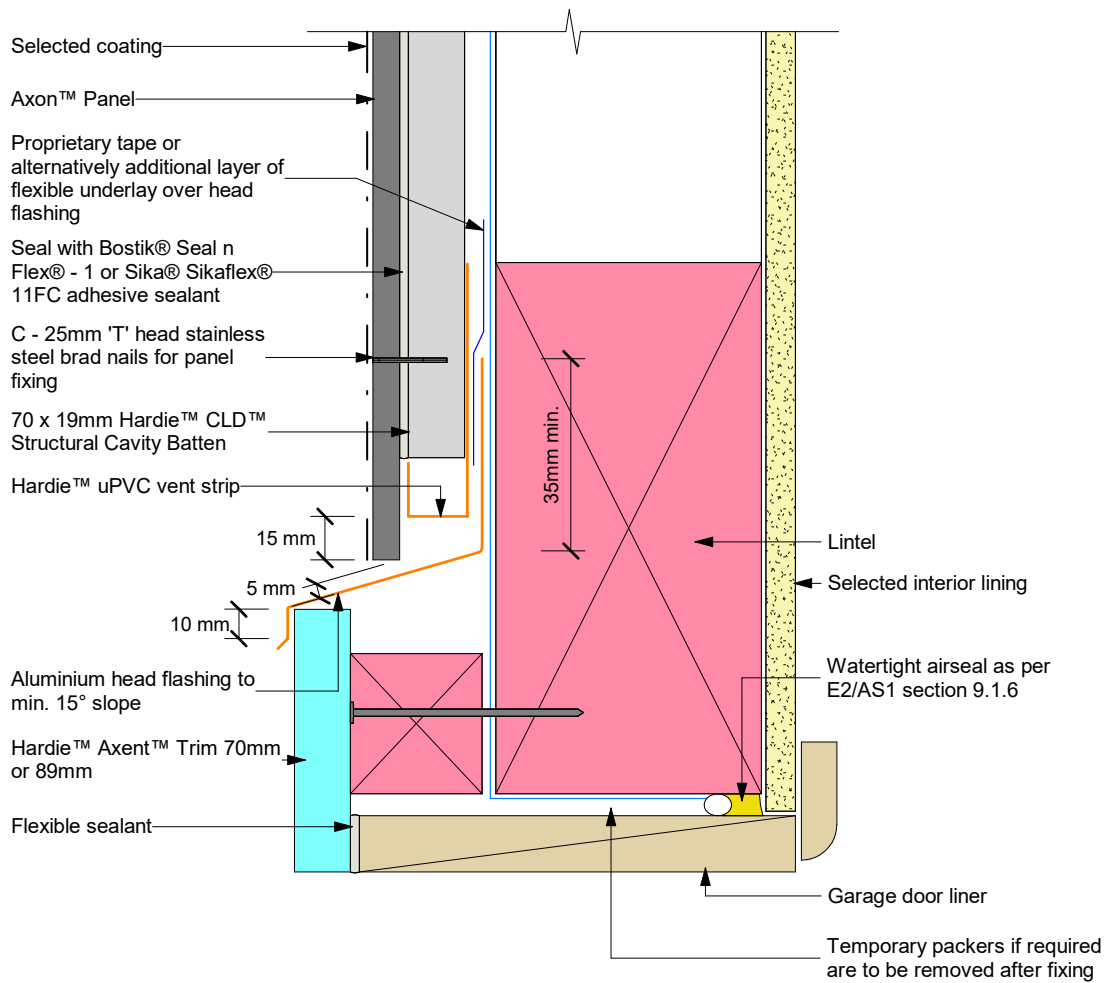 Selected coating
Axon™ Panel
Proprietary tape or
alternatively additional layer of
flexible underlay over head
flashing
Seal with Bostik® Seal n
Flex® - 1 or Sika® Sikaflex®
11FC adhesive sealant
C - 25mm 'T' head stainless
steel brad nails for panel
fixing
70 x 19mm Hardie™ CLD™
Structural Cavity Batten
Hardie™ uPVC vent strip
15 mm
5 mm
10 mm
Aluminium head flashing to
min. 15° slope
Hardie™ Axent™ Trim 70mm
or 89mm
Flexible sealant
35mm min.
Lintel
Selected interior lining
Watertight airseal as per
E2/AS1 section 9.1.6
Garage door liner
Temporary packers if required
are to be removed after fixing